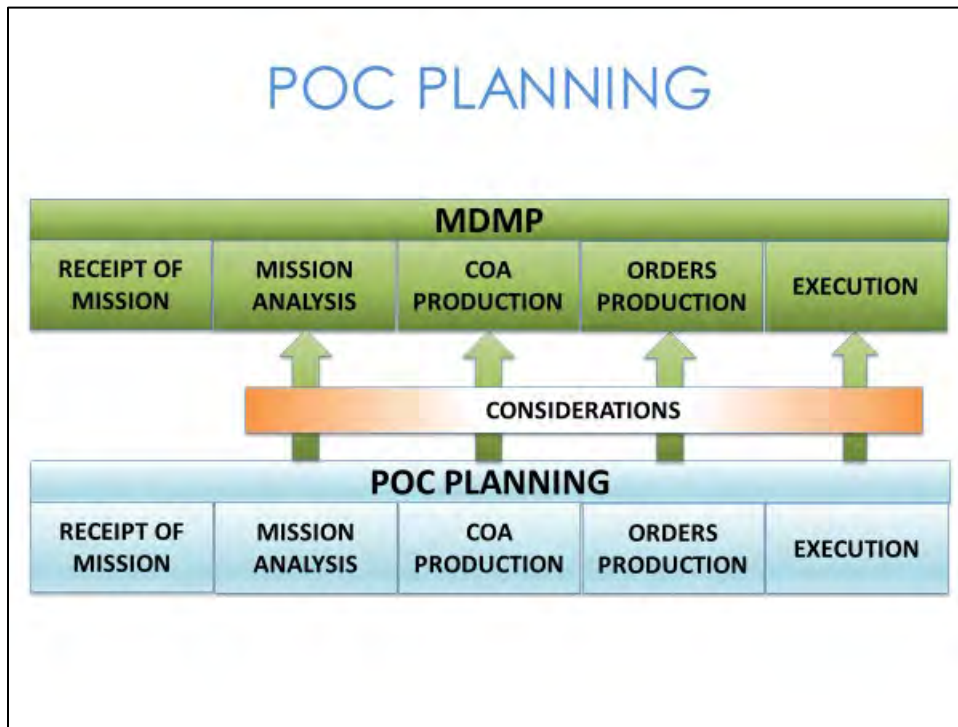 POC PLANNING
MDMP
RECEIPT OF
MISSION
MISSION
ANALYSIS
COA
PRODUCTION
ORDERS
PRODUCTION
EXECUTION
CONSIDERATIONS
POC PLANNING
RECEIPT OF
MISSION
MISSION
ANALYSIS
COA
PRODUCTION
ORDERS
PRODUCTION
EXECUTION